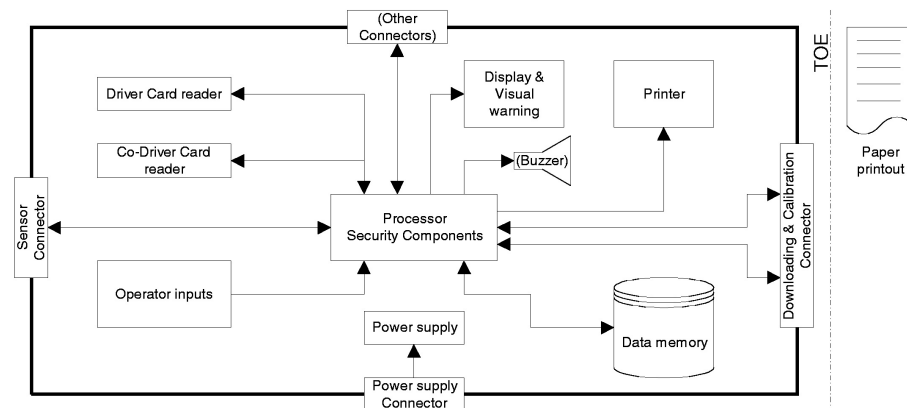 (Other
Connectors)
TOE
Driver Card reader
Display &
Visual
warning
Printer
Co-Driver Card
reader
(Buzzer)
Paper
printout
Sensor
Connector
Processor
Security Components
Downloading & Calibration
Connector
Operator inputs
Power supply
Data memory
Power supply
Connector